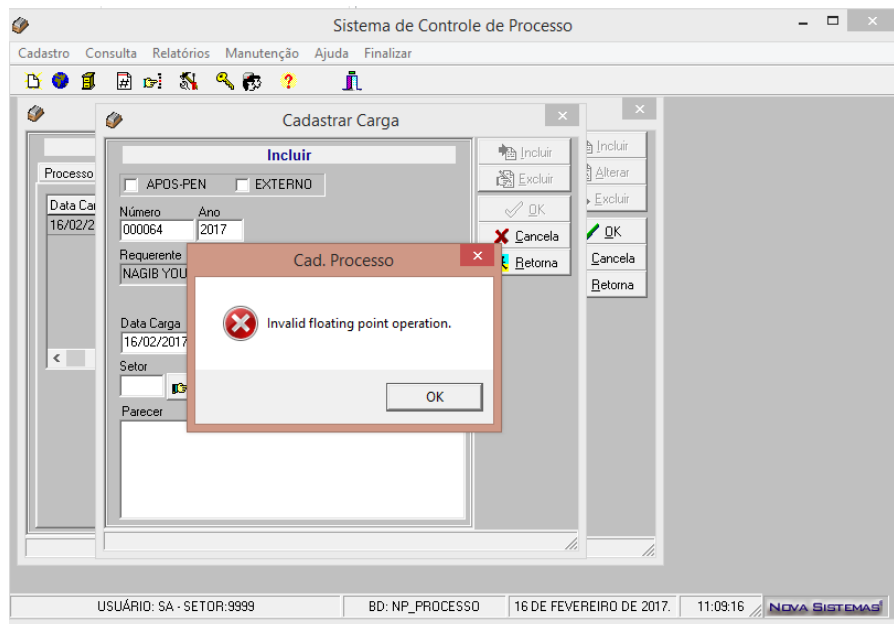 Sistema de Controle de Processo
Cadastro Consulta Relatórios Manutenção Ajuda Finalizar
Cadastrar Carga
Incluir
APOS-PEN EXTERNO
Número Ano
000064 2017
Requerente
NAGIB YOU
Data Carga
16/02/2017
Setor
Parecer
Incluir
Excluir
OK
Cancela
Retorna
Processo
Data Ca
16/02/2
Incluir
Alterar
Excluir
OK
Cancela
Retorna
Cad. Processo
Invalid floating point operation.
OK
USUÁRIO: SA - SETOR:9999 BD: NP_PROCESSO 16 DE FEVEREIRO DE 2017. 11:09:16 NOVA SISTEMAS